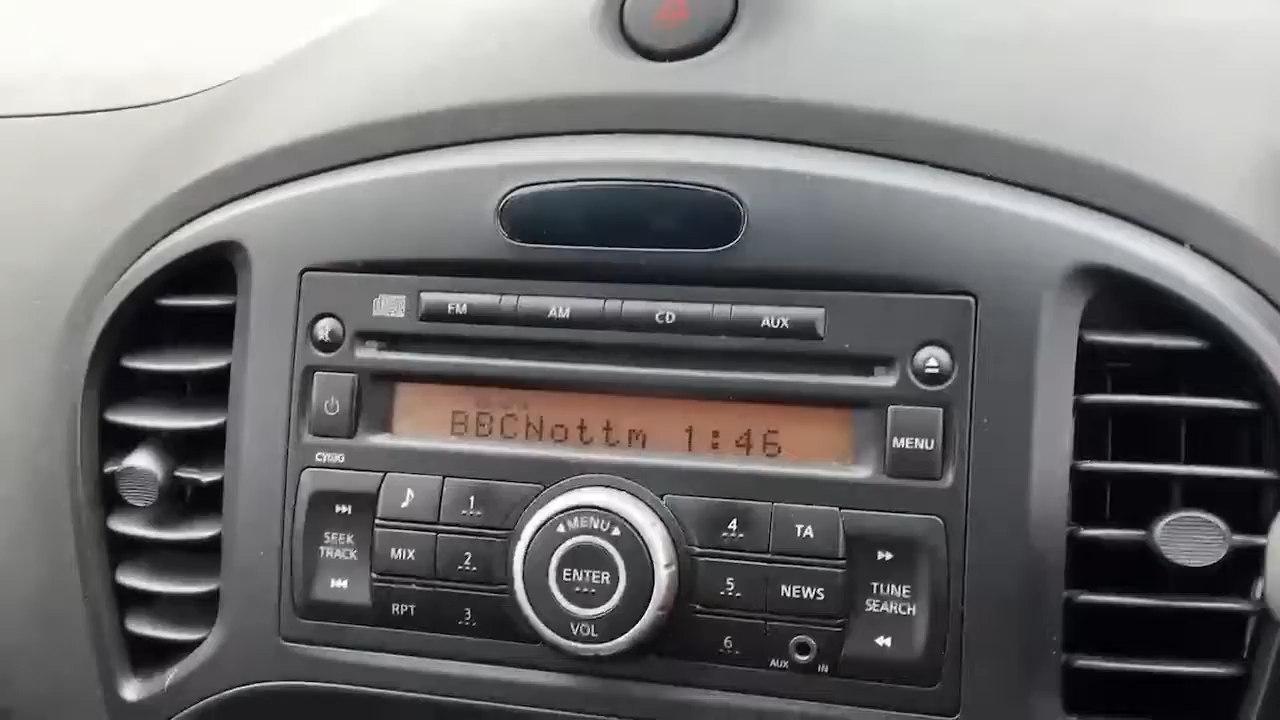 FM AM CD AUX
BBCNottm 1:46
MENU
CY13G
SEEK
TRACK
MIX
RPT
1
2
3
MENU
ENTER
VOL
4
5
6
TA
NEWS
AUX IN
TUNE
SEARCH